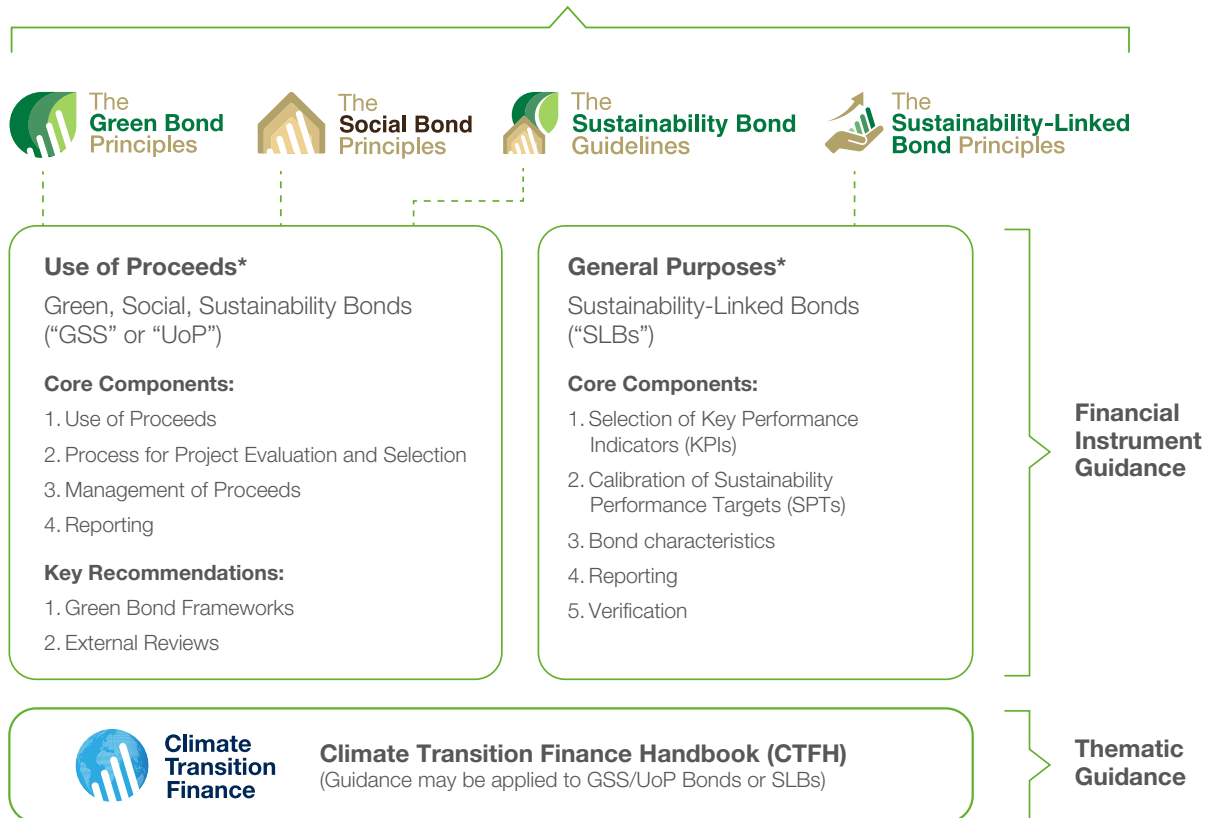 The
Green Bond
Principles
The
Social Bond
Principles
The
Sustainability Bond
Guidelines
The
Sustainability-Linked
Bond Principles
Use of Proceeds*
Green, Social, Sustainability Bonds
(“GSS” or “UoP”)
Core Components:
1. Use of Proceeds
2. Process for Project Evaluation and Selection
3. Management of Proceeds
4. Reporting
Key Recommendations:
1. Green Bond Frameworks
2. External Reviews
General Purposes*
Sustainability-Linked Bonds
(“SLBs”)
Core Components:
1. Selection of Key Performance
Indicators (KPIs)
2. Calibration of Sustainability
Performance Targets (SPTs)
3. Bond characteristics
4. Reporting
5. Verification
Financial
Instrument
Guidance
Climate
Transition
Finance
Climate Transition Finance Handbook (CTFH)
(Guidance may be applied to GSS/UoP Bonds or SLBs)
Thematic
Guidance